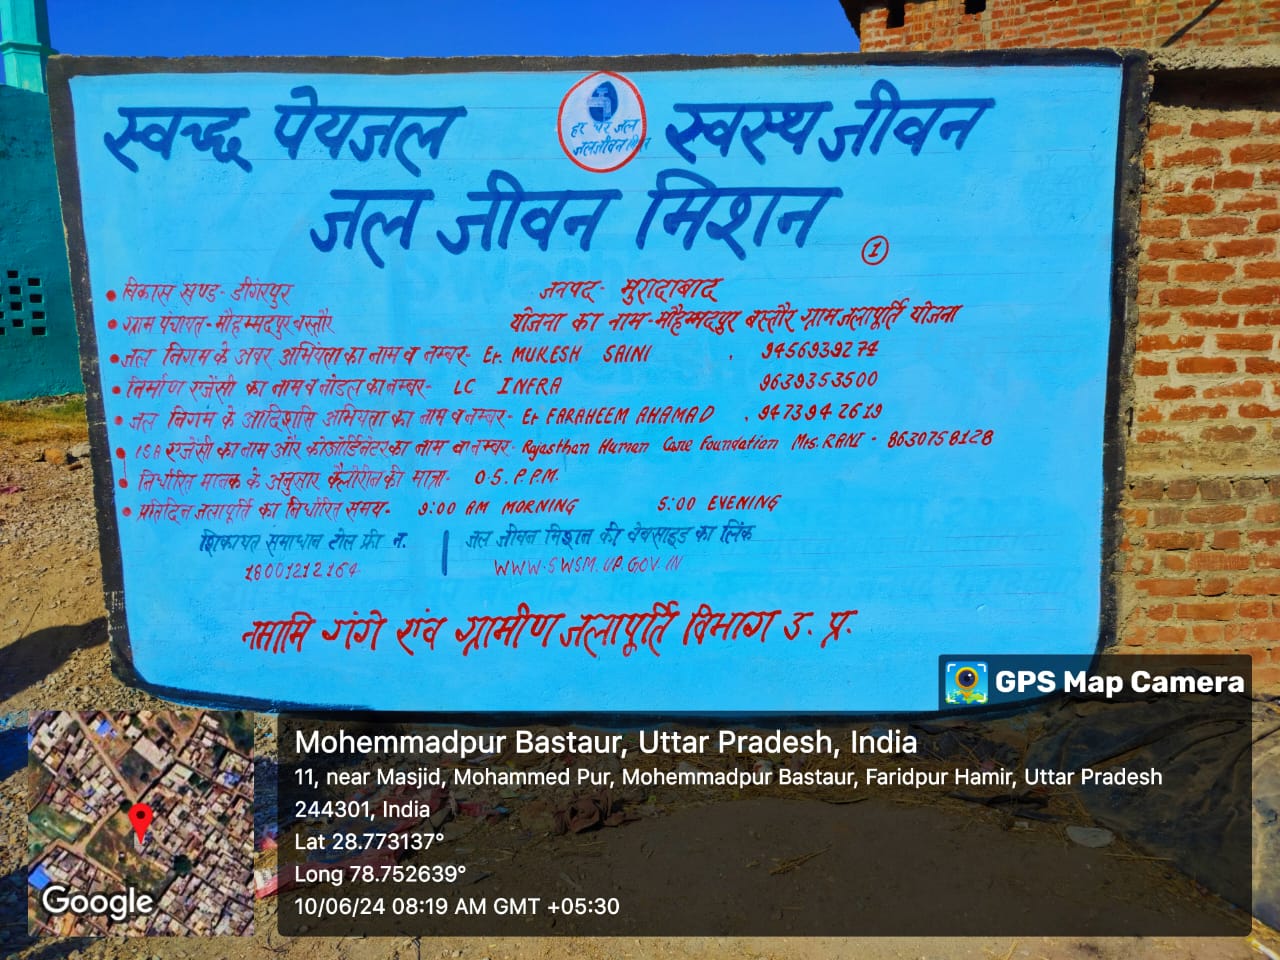 स्वच्छ पेयजल
हर घर जल
जल जीवन मिशन
स्वस्थ जीवन
जल जीवन मिशन
1
• विकास खण्ड- डींगरपुर जनपद- मुरादाबाद
• ग्राम पंचायत- मौहम्मदपुर बस्तौर योजना का नाम- मौहम्मदपुर बस्तौर ग्राम जलापूर्ति योजना
• जल निगम के अवर अभियंता का नाम व नम्बर- Er. MUKESH SAINI . 9456939274
• निर्माण एजेंसी का नाम व नोडल का नम्बर- LC INFRA 9639353500
• जल निगम के आदिशासि अभियता का नाम व नम्बर- Er FARAHEEM AHAMAD . 9473942619
• ISA एजेंसी का नाम और कोऑर्डिनेटर का नाम व नम्बर- Rajasthan Human Care Foundation Mrs. RANI - 8630758128
• निर्धारित मानक के अनुसार क्लोरीन की मात्रा- 0.5. P.P.M.
• प्रतिदिन जलापूर्ति का निर्धारित समय- 9:00 AM MORNING 5:00 EVENING
शिकायत समाधान टोल फ्री न. | जल जीवन मिशन की वेबसाइड का लिंक
18001212164 WWW.SWSM.UP.GOV.IN
नमामि गंगे एंव ग्रामीण जलापूर्ति विभाग उ. प्र.
GPS Map Camera
Mohemmadpur Bastaur, Uttar Pradesh, India
11, near Masjid, Mohammed Pur, Mohemmadpur Bastaur, Faridpur Hamir, Uttar Pradesh
244301, India
Lat 28.773137°
Long 78.752639°
10/06/24 08:19 AM GMT +05:30
Google